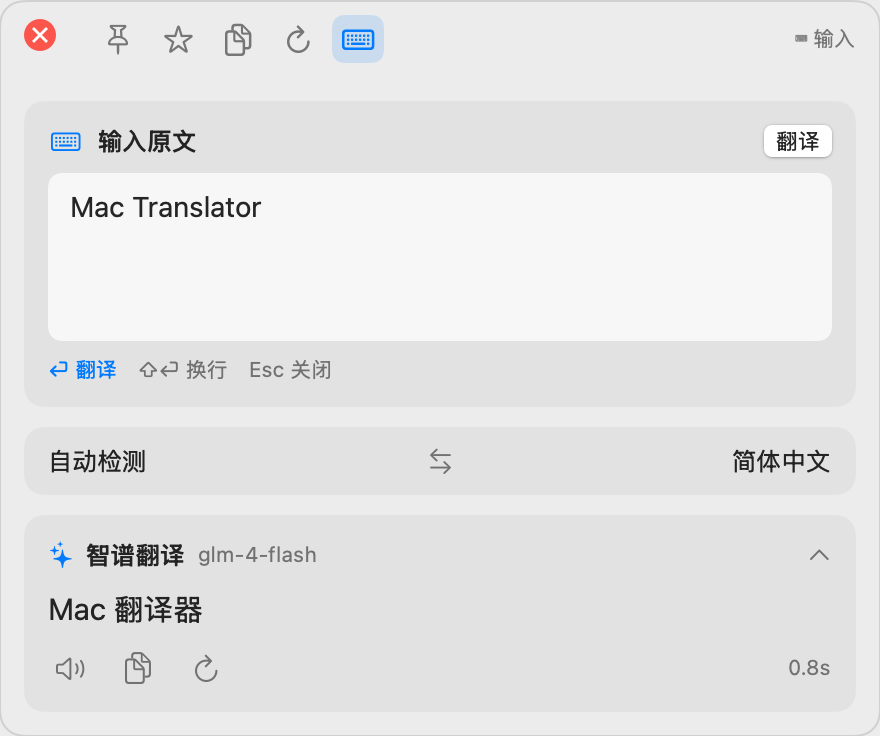 输入
输入原文
翻译
Mac Translator
翻译 换行 Esc 关闭
自动检测 简体中文
智谱翻译 glm-4-flash
Mac 翻译器
0.8s